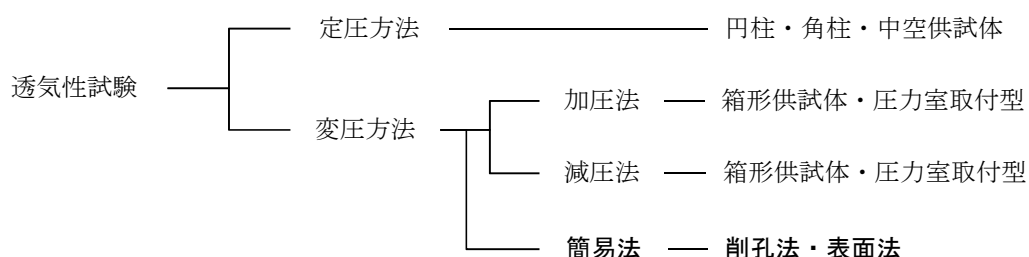 定圧方法
円柱・角柱・中空供試体
透気性試験
加圧法
箱形供試体・圧力室取付型
変圧方法
減圧法
箱形供試体・圧力室取付型
簡易法
削孔法・表面法